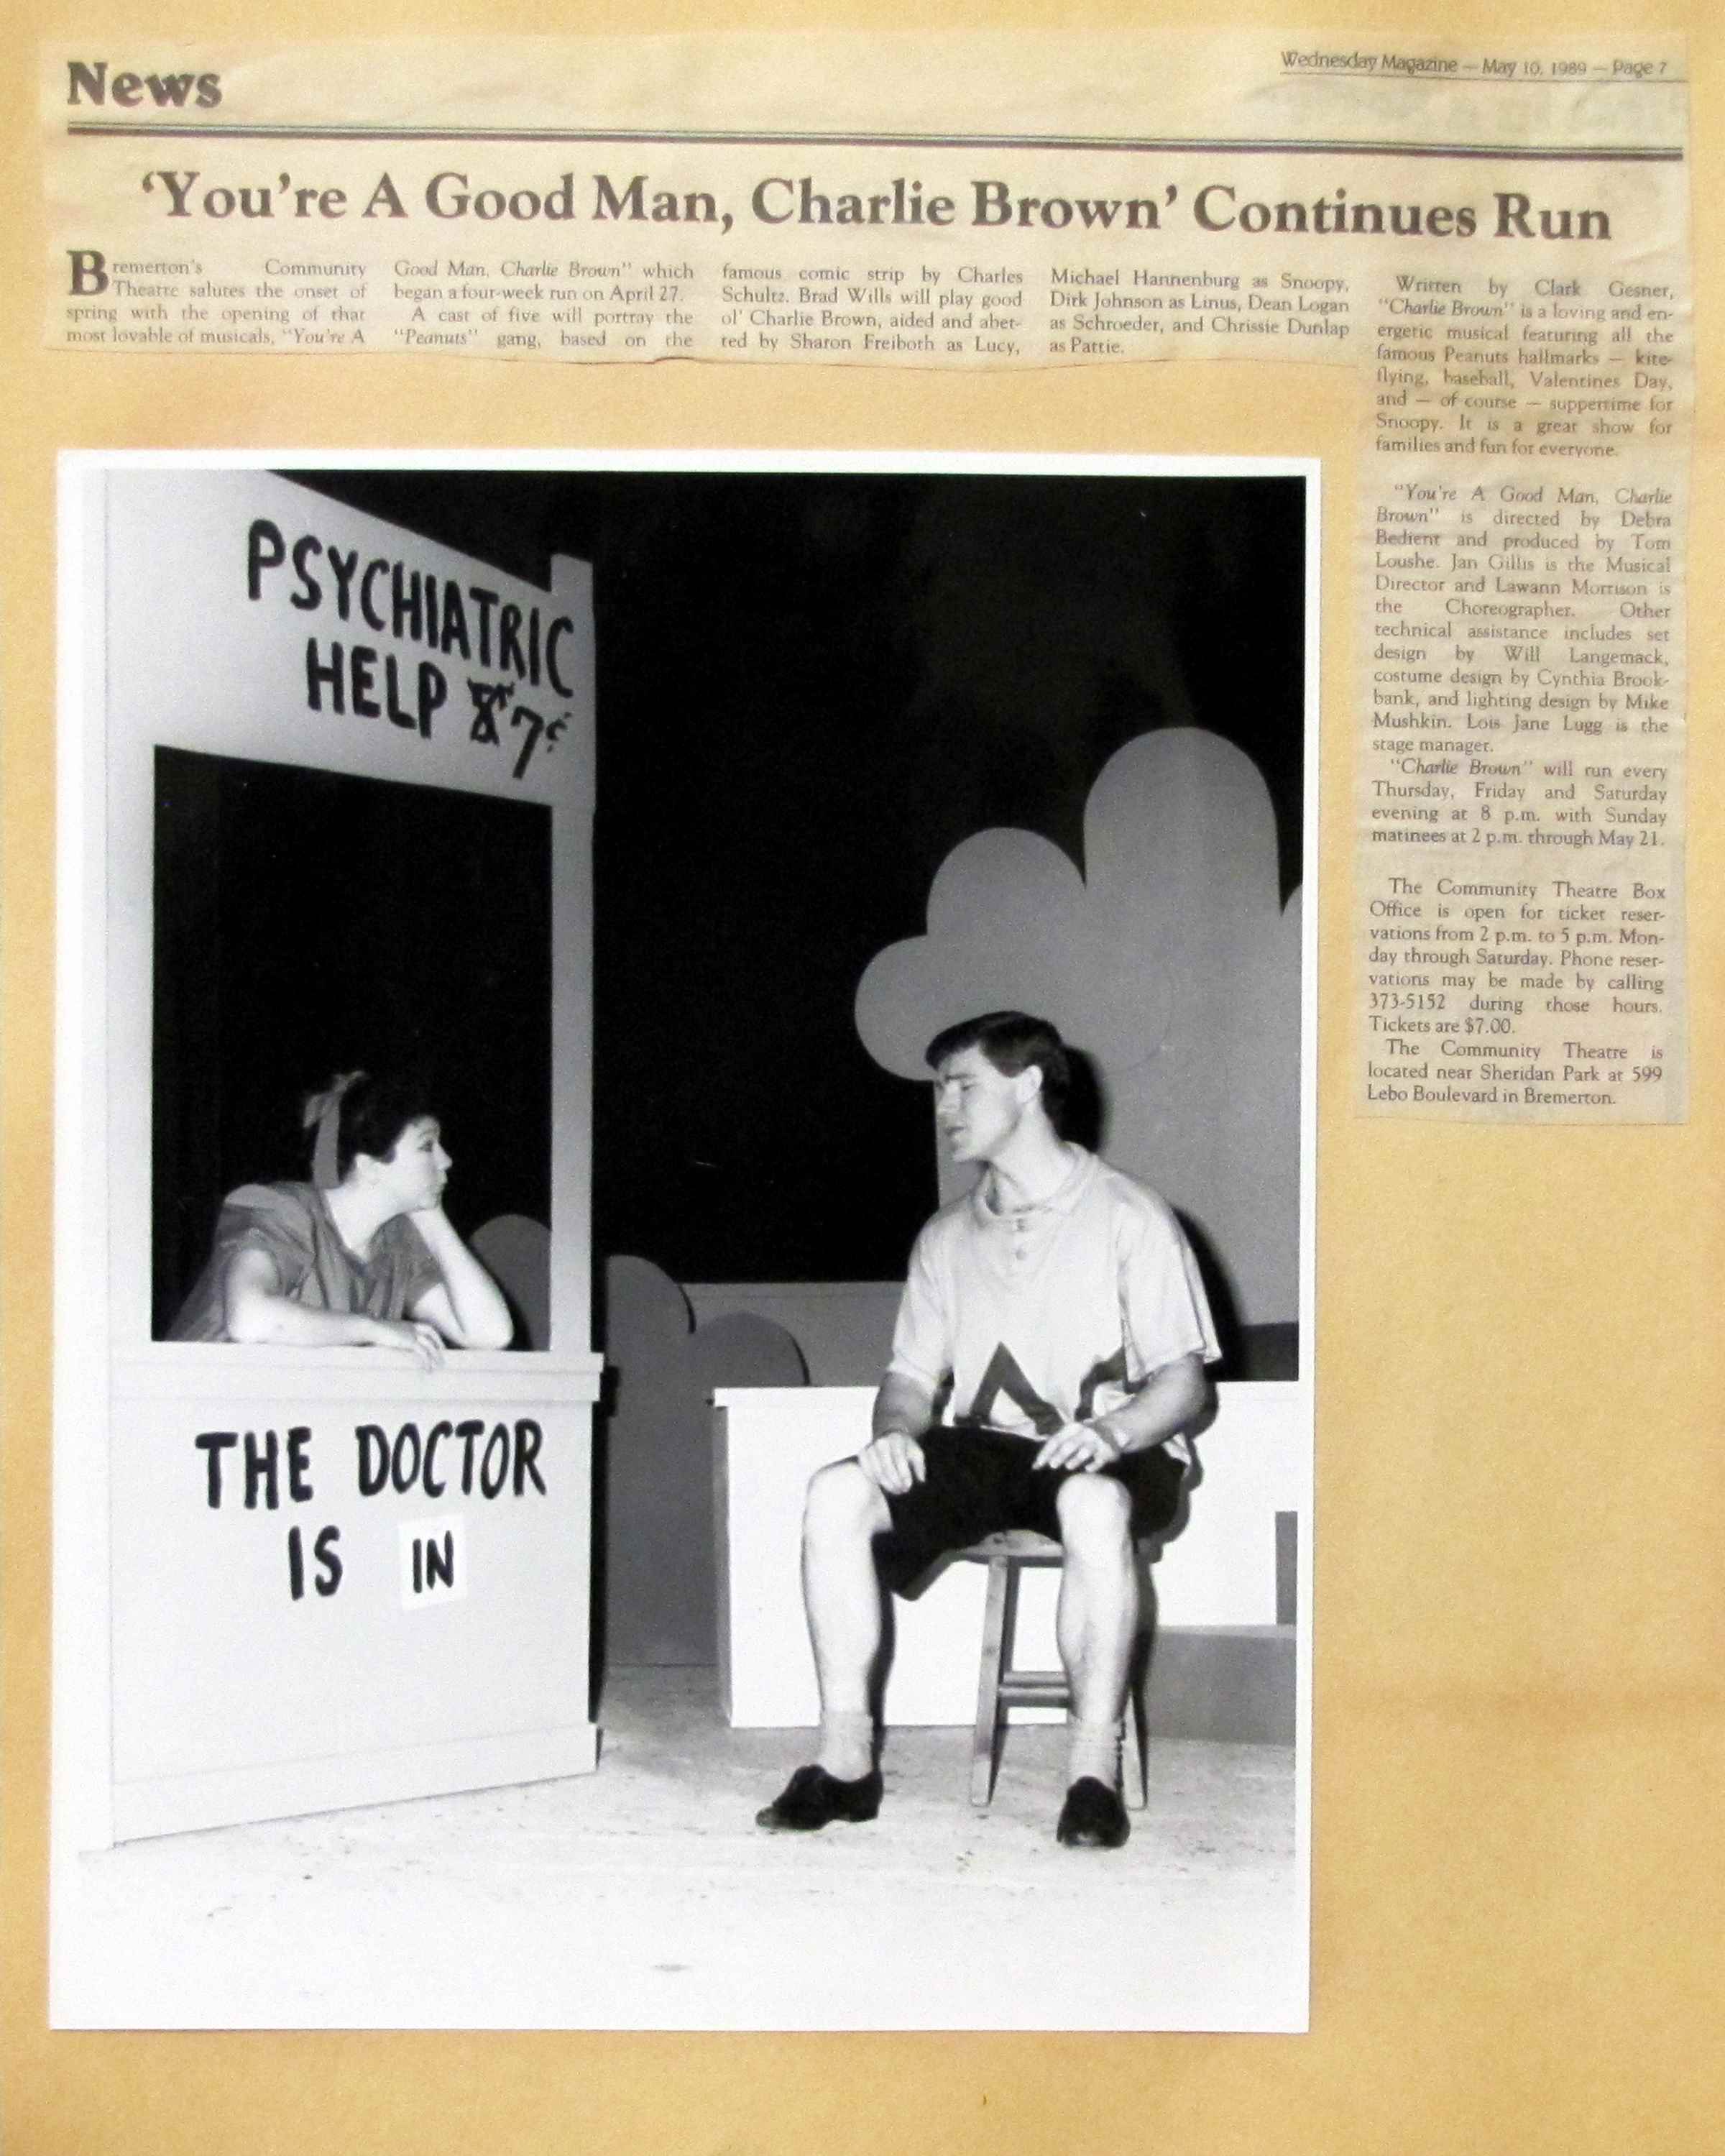 News
Wednesday Magazine — May 10, 1989 — Page 7
‘You're A Good Man, Charlie Brown’ Continues Run
Bremerton's Community
Theatre salutes the onset of
spring with the opening of that
most lovable of musicals, "You're A
Good Man, Charlie Brown" which
began a four-week run on April 27.
A cast of five will portray the
"Peanuts" gang, based on the
famous comic strip by Charles
Schultz. Brad Wills will play good
ol' Charlie Brown, aided and abet-
ted by Sharon Freiboth as Lucy,
Michael Hannenburg as Snoopy,
Dirk Johnson as Linus, Dean Logan
as Schroeder, and Chrissie Dunlap
as Pattie.
Written by Clark Gesner,
"Charlie Brown" is a loving and en-
ergetic musical featuring all the
famous Peanuts hallmarks — kite-
flying, baseball, Valentines Day,
and — of course — suppertime for
Snoopy. It is a great show for
families and fun for everyone.
"You're A Good Man, Charlie
Brown" is directed by Debra
Bedient and produced by Tom
Loushe. Jan Gillis is the Musical
Director and Lawann Morrison is
the Choreographer. Other
technical assistance includes set
design by Will Langemack,
costume design by Cynthia Brook-
bank, and lighting design by Mike
Mushkin. Lois Jane Lugg is the
stage manager.
"Charlie Brown" will run every
Thursday, Friday and Saturday
evening at 8 p.m. with Sunday
matinees at 2 p.m. through May 21.
The Community Theatre Box
Office is open for ticket reser-
vations from 2 p.m. to 5 p.m. Mon-
day through Saturday. Phone reser-
vations may be made by calling
373-5152 during those hours.
Tickets are $7.00.
The Community Theatre is
located near Sheridan Park at 599
Lebo Boulevard in Bremerton.
PSYCHIATRIC
HELP 7¢
THE DOCTOR
IS IN